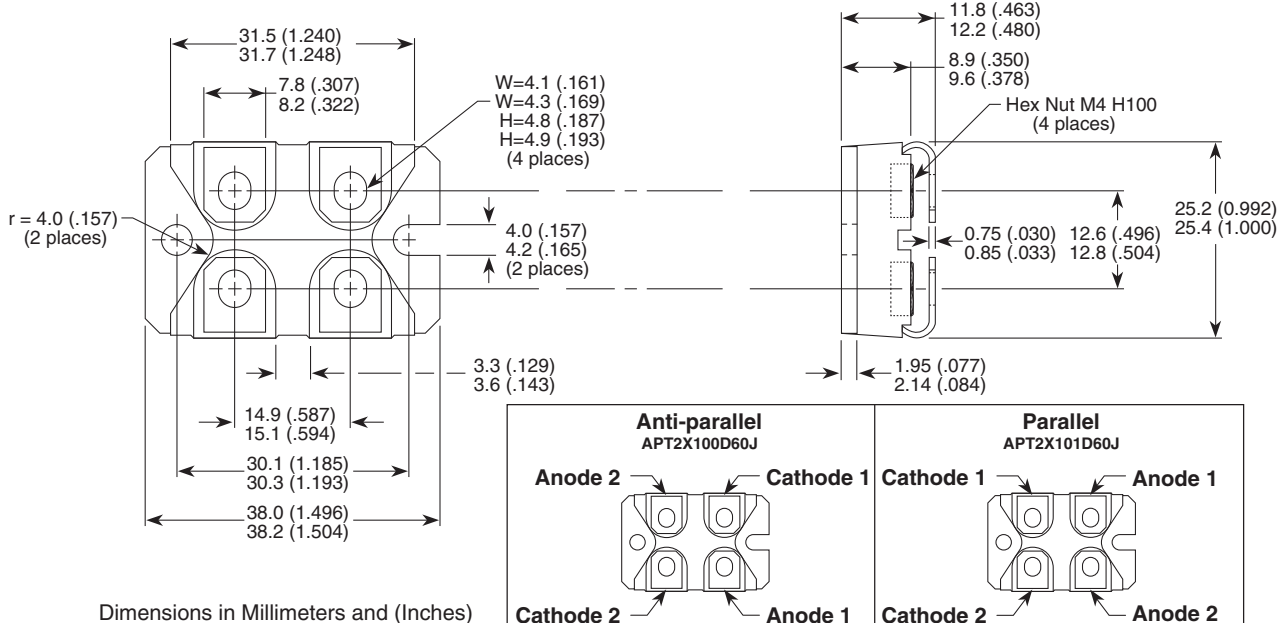 31.5 (1.240)
31.7 (1.248)
7.8 (.307)
8.2 (.322)
W=4.1 (.161)
W=4.3 (.169)
H=4.8 (.187)
H=4.9 (.193)
(4 places)
r = 4.0 (.157)
(2 places)
4.0 (.157)
4.2 (.165)
(2 places)
3.3 (.129)
3.6 (.143)
14.9 (.587)
15.1 (.594)
30.1 (1.185)
30.3 (1.193)
38.0 (1.496)
38.2 (1.504)
11.8 (.463)
12.2 (.480)
8.9 (.350)
9.6 (.378)
Hex Nut M4 H100
(4 places)
0.75 (.030)
0.85 (.033)
12.6 (.496)
12.8 (.504)
25.2 (0.992)
25.4 (1.000)
1.95 (.077)
2.14 (.084)
Dimensions in Millimeters and (Inches)
Anti-parallel
APT2X100D60J
Anode 2
Cathode 1
Cathode 2
Anode 1
Parallel
APT2X101D60J
Cathode 1
Anode 1
Cathode 2
Anode 2